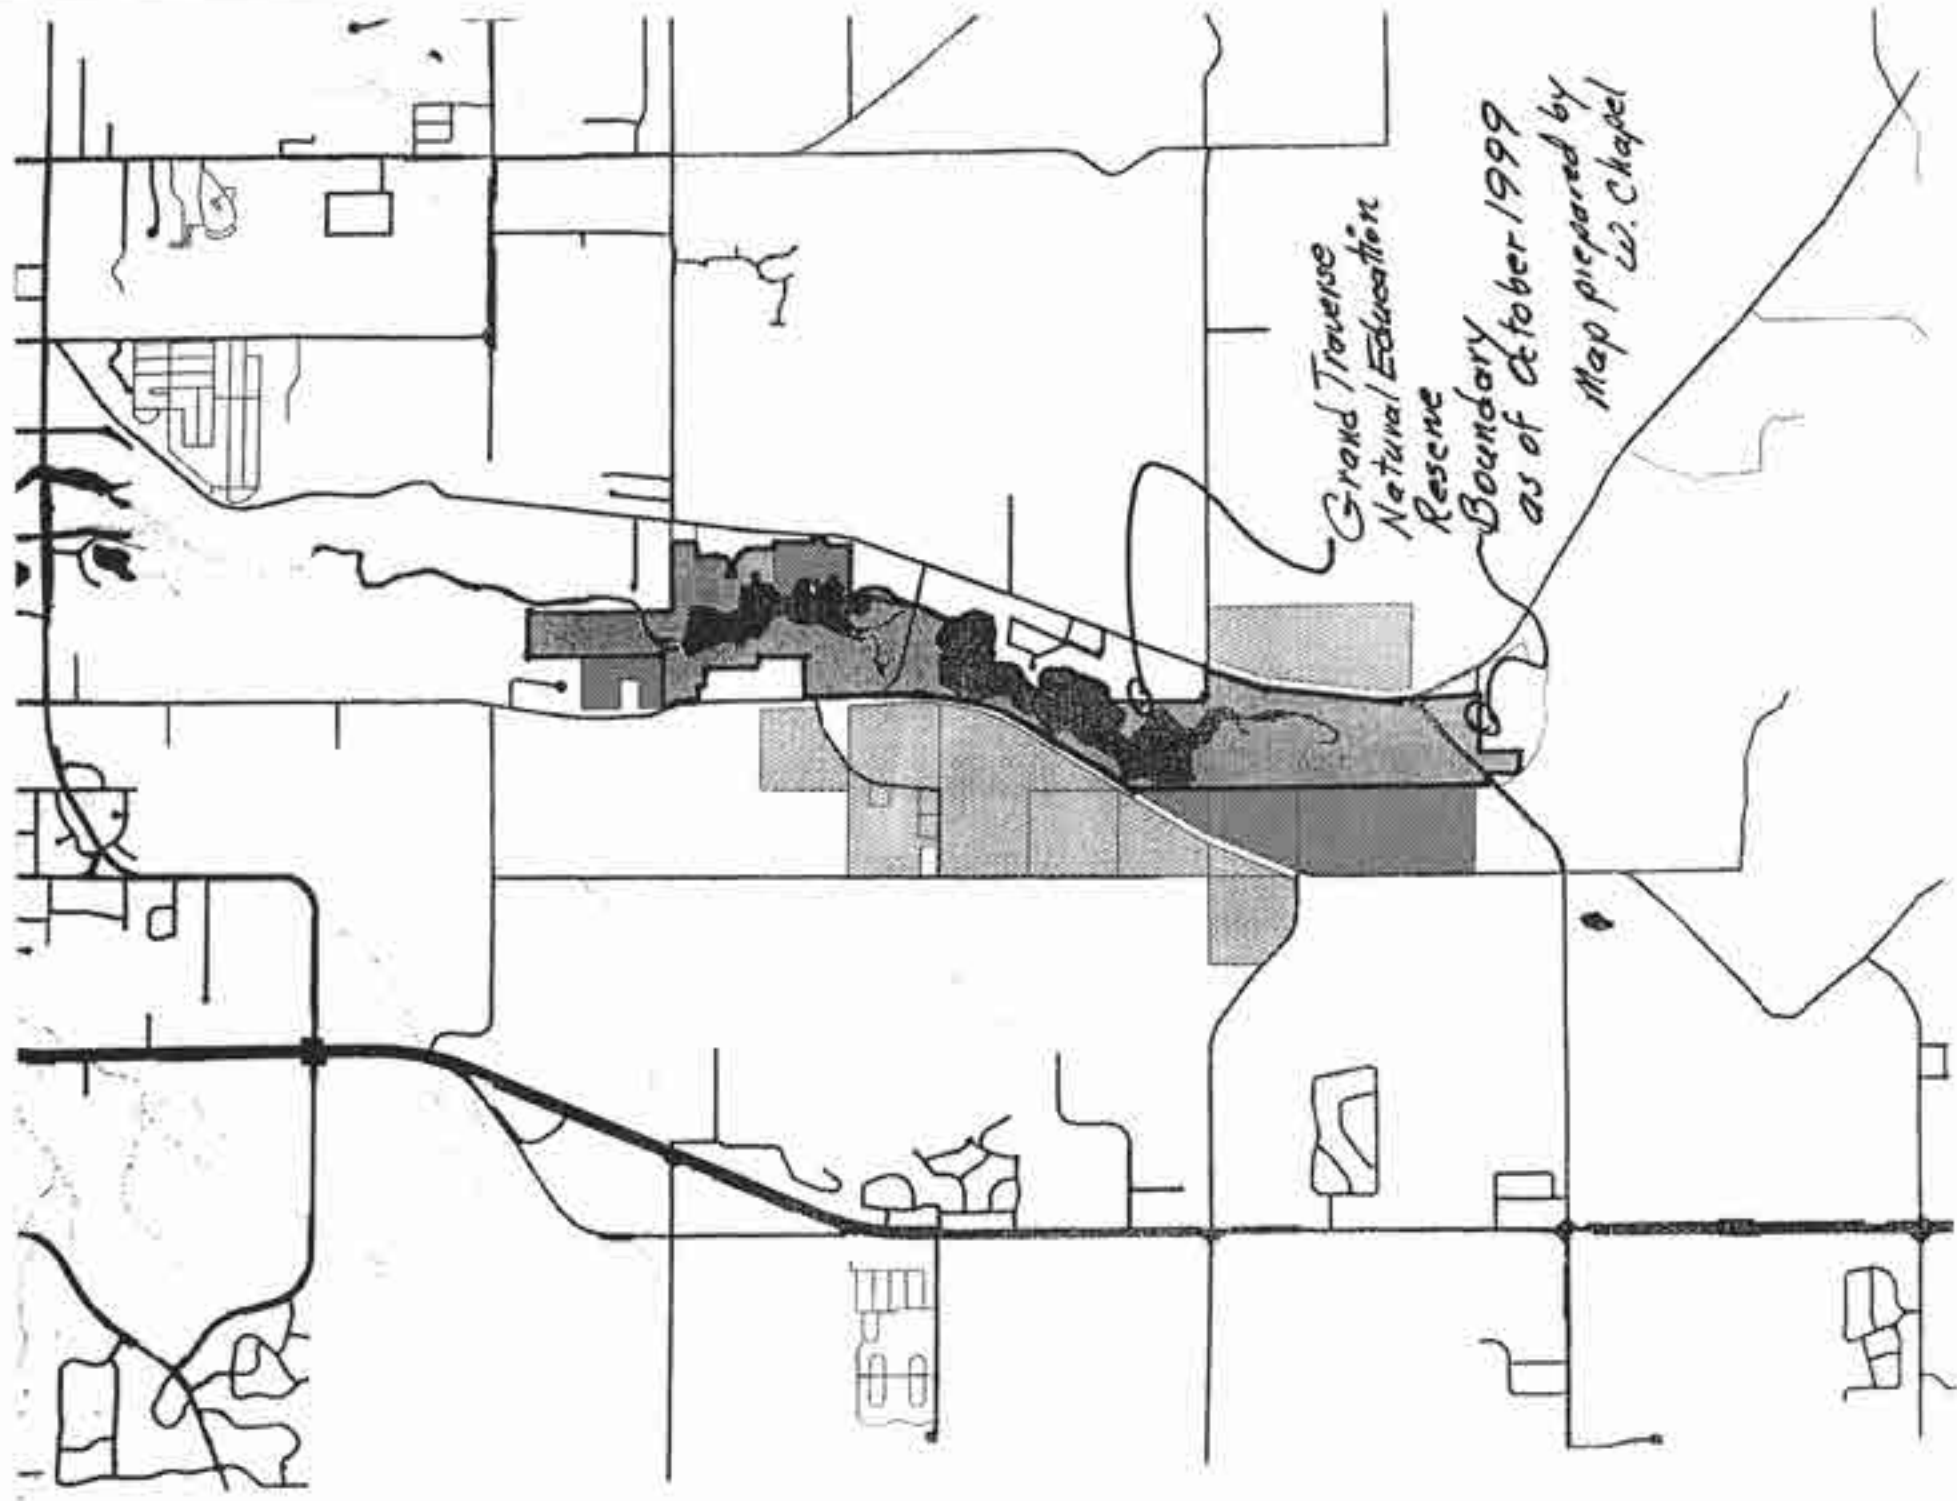 Grand Traverse
Natural Education
Reserve
Boundary
as of October 1999
Map prepared by
W. Chapel